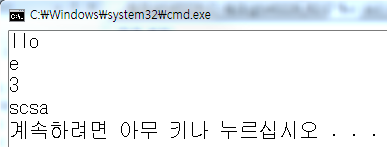 C:₩Windows₩system32₩cmd.exe
llo
e
3
scsa
계속하려면 아무 키나 누르십시오 . . .